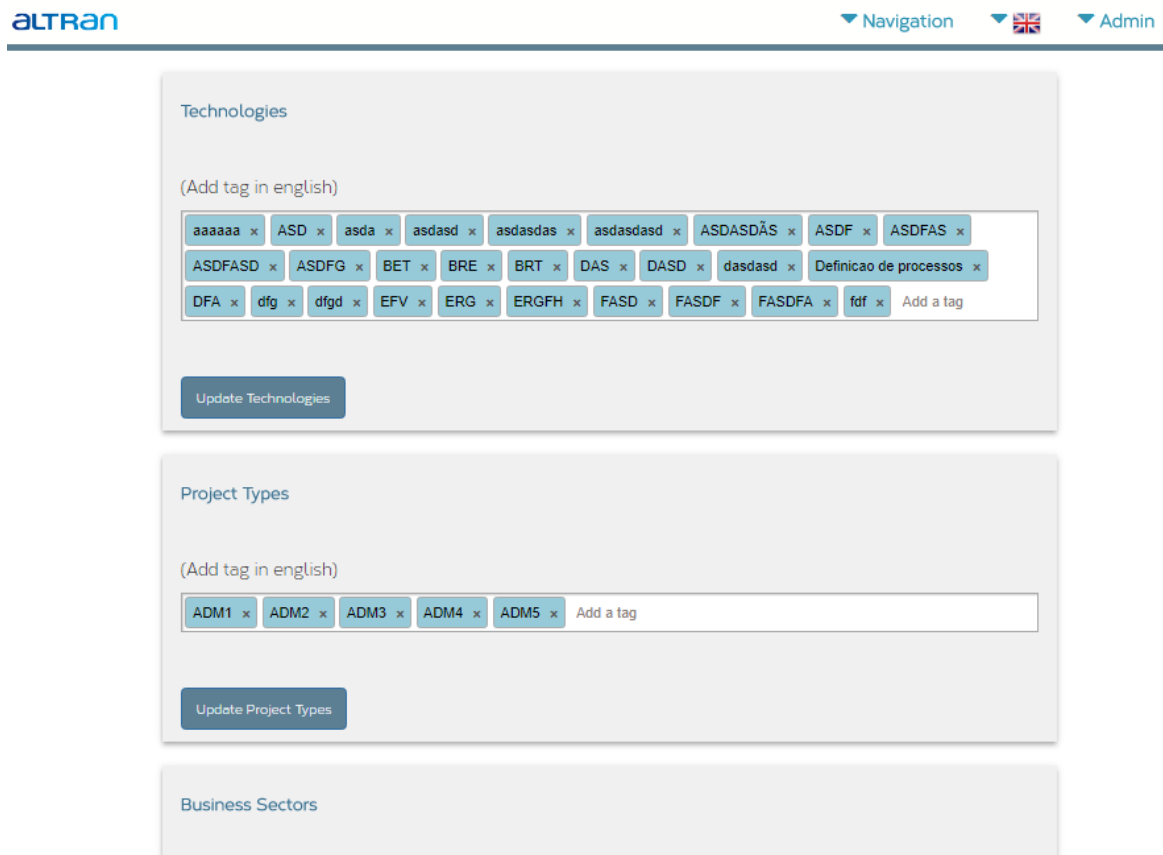 altran Navigation Admin
Technologies
(Add tag in english)
aaaaaa x ASD x asda x asdasd x asdasdas x asdasdasd x ASDASDÃS x ASDF x ASDFAS x
ASDFASD x ASDFG x BET x BRE x BRT x DAS x DASD x dasdasd x Definicao de processos x
DFA x dfg x dfgd x EFV x ERG x ERGFH x FASD x FASDF x FASDFA x fdf x Add a tag
Update Technologies
Project Types
(Add tag in english)
ADM1 x ADM2 x ADM3 x ADM4 x ADM5 x Add a tag
Update Project Types
Business Sectors